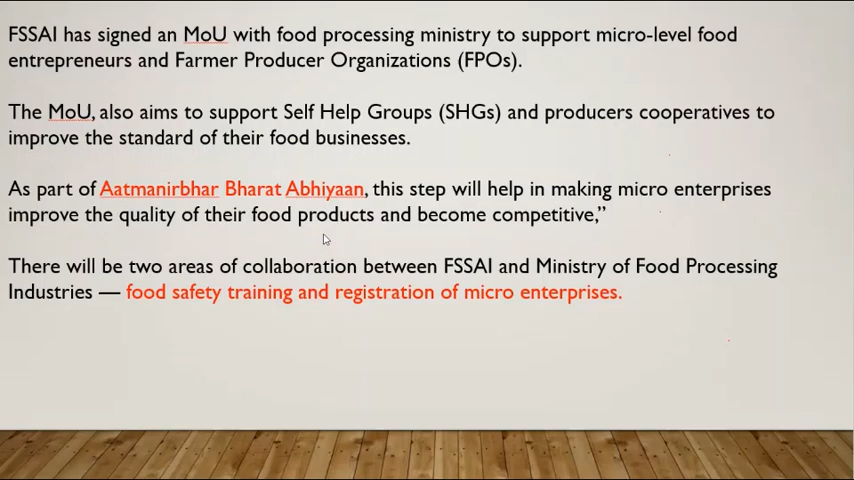 FSSAI has signed an MoU with food processing ministry to support micro-level food
entrepreneurs and Farmer Producer Organizations (FPOs).
The MoU, also aims to support Self Help Groups (SHGs) and producers cooperatives to
improve the standard of their food businesses.
As part of Aatmanirbhar Bharat Abhiyaan, this step will help in making micro enterprises
improve the quality of their food products and become competitive,”
There will be two areas of collaboration between FSSAI and Ministry of Food Processing
Industries — food safety training and registration of micro enterprises.